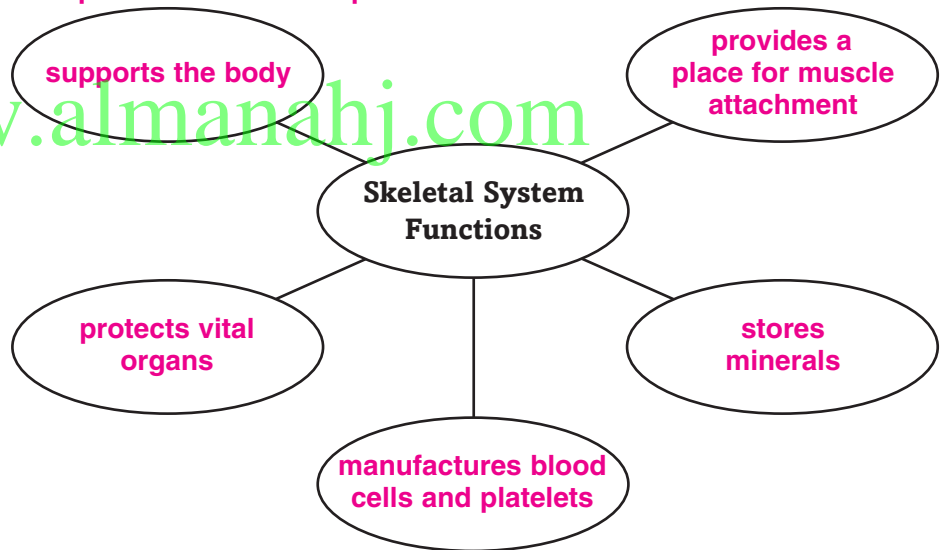 supports the body
provides a
place for muscle
attachment
.almanahj.com
Skeletal System
Functions
protects vital
organs
stores
minerals
manufactures blood
cells and platelets